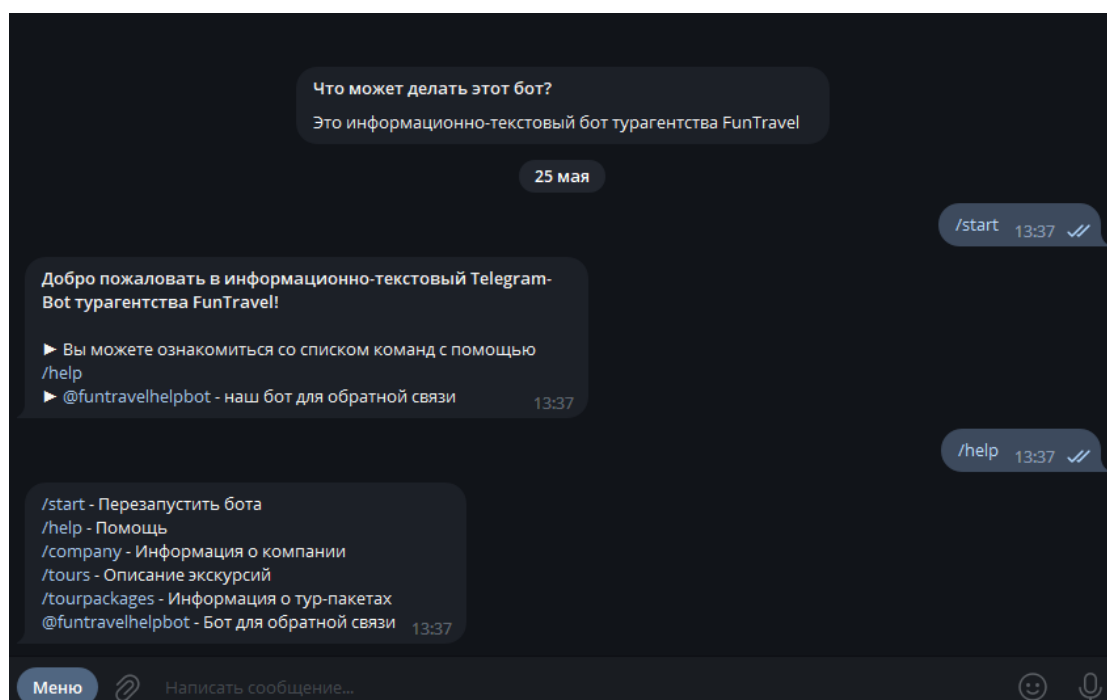 Что может делать этот бот?
Это информационно-текстовый бот турагентства FunTravel
25 мая
/start 13:37
Добро пожаловать в информационно-текстовый Telegram-
Bot турагентства FunTravel!
► Вы можете ознакомиться со списком команд с помощью
/help
► @funtravelhelpbot - наш бот для обратной связи 13:37
/help 13:37
/start - Перезапустить бота
/help - Помощь
/company - Информация о компании
/tours - Описание экскурсий
/tourpackages - Информация о тур-пакетах
@funtravelhelpbot - Бот для обратной связи 13:37
Меню Написать сообщение...